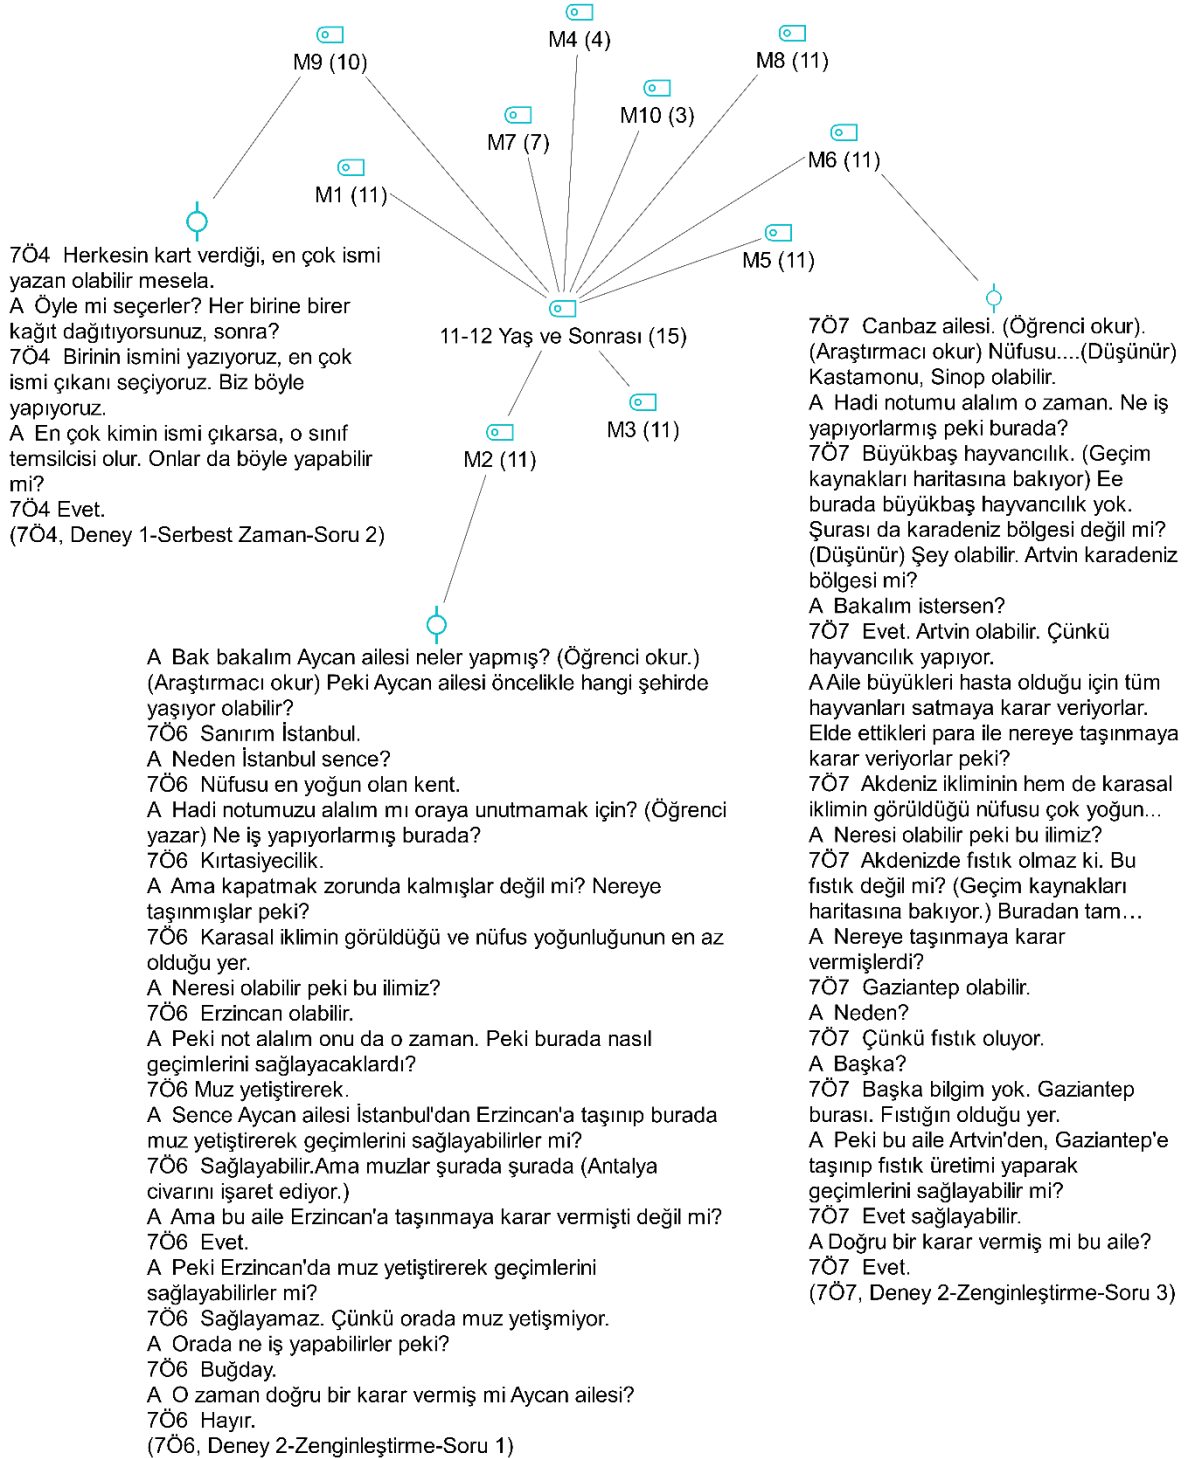 M4 (4)
M9 (10)
M8 (11)
M10 (3)
M7 (7)
M6 (11)
M1 (11)
M5 (11)
11-12 Yaş ve Sonrası (15)
M3 (11)
M2 (11)
7Ö4  Herkesin kart verdiği, en çok ismi
yazan olabilir mesela.
A  Öyle mi seçerler? Her birine birer
kağıt dağıtıyorsunuz, sonra?
7Ö4  Birinin ismini yazıyoruz, en çok
ismi çıkanı seçiyoruz. Biz böyle
yapıyoruz.
A  En çok kimin ismi çıkarsa, o sınıf
temsilcisi olur. Onlar da böyle yapabilir
mi?
7Ö4 Evet.
(7Ö4, Deney 1-Serbest Zaman-Soru 2)
A  Bak bakalım Aycan ailesi neler yapmış? (Öğrenci okur.)
(Araştırmacı okur) Peki Aycan ailesi öncelikle hangi şehirde
yaşıyor olabilir?
7Ö6  Sanırım İstanbul.
A  Neden İstanbul sence?
7Ö6  Nüfusu en yoğun olan kent.
A  Hadi notumuzu alalım mı oraya unutmamak için? (Öğrenci
yazar) Ne iş yapıyorlarmış burada?
7Ö6  Kırtasiyecilik.
A  Ama kapatmak zorunda kalmışlar değil mi? Nereye
taşınmışlar peki?
7Ö6  Karasal iklimin görüldüğü ve nüfus yoğunluğunun en az
olduğu yer.
A  Neresi olabilir peki bu ilimiz?
7Ö6  Erzincan olabilir.
A  Peki not alalım onu da o zaman. Peki burada nasıl
geçimlerini sağlayacaklardı?
7Ö6 Muz yetiştirerek.
A  Sence Aycan ailesi İstanbul'dan Erzincan'a taşınıp burada
muz yetiştirerek geçimlerini sağlayabilirler mi?
7Ö6  Sağlayabilir.Ama muzlar şurada şurada (Antalya
civarını işaret ediyor.)
A  Ama bu aile Erzincan'a taşınmaya karar vermişti değil mi?
7Ö6  Evet.
A  Peki Erzincan'da muz yetiştirerek geçimlerini
sağlayabilirler mi?
7Ö6  Sağlayamaz. Çünkü orada muz yetişmiyor.
A  Orada ne iş yapabilirler peki?
7Ö6  Buğday.
A  O zaman doğru bir karar vermiş mi Aycan ailesi?
7Ö6  Hayır.
(7Ö6, Deney 2-Zenginleştirme-Soru 1)
7Ö7  Canbaz ailesi. (Öğrenci okur).
(Araştırmacı okur) Nüfusu....(Düşünür)
Kastamonu, Sinop olabilir.
A  Hadi notumu alalım o zaman. Ne iş
yapıyorlarmış peki burada?
7Ö7  Büyükbaş hayvancılık. (Geçim
kaynakları haritasına bakıyor) Ee
burada büyükbaş hayvancılık yok.
Şurası da karadeniz bölgesi değil mi?
(Düşünür) Şey olabilir. Artvin karadeniz
bölgesi mi?
A  Bakalım istersen?
7Ö7  Evet. Artvin olabilir. Çünkü
hayvancılık yapıyor.
A Aile büyükleri hasta olduğu için tüm
hayvanları satmaya karar veriyorlar.
Elde ettikleri para ile nereye taşınmaya
karar veriyorlar peki?
7Ö7  Akdeniz ikliminin hem de karasal
iklimin görüldüğü nüfusu çok yoğun...
A  Neresi olabilir peki bu ilimiz?
7Ö7  Akdenizde fıstık olmaz ki. Bu
fıstık değil mi? (Geçim kaynakları
haritasına bakıyor.) Buradan tam…
A  Nereye taşınmaya karar
vermişlerdi?
7Ö7  Gaziantep olabilir.
A  Neden?
7Ö7  Çünkü fıstık oluyor.
A  Başka?
7Ö7  Başka bilgim yok. Gaziantep
burası. Fıstığın olduğu yer.
A  Peki bu aile Artvin'den, Gaziantep'e
taşınıp fıstık üretimi yaparak
geçimlerini sağlayabilir mi?
7Ö7  Evet sağlayabilir.
A Doğru bir karar vermiş mi bu aile?
7Ö7  Evet.
(7Ö7, Deney 2-Zenginleştirme-Soru 3)